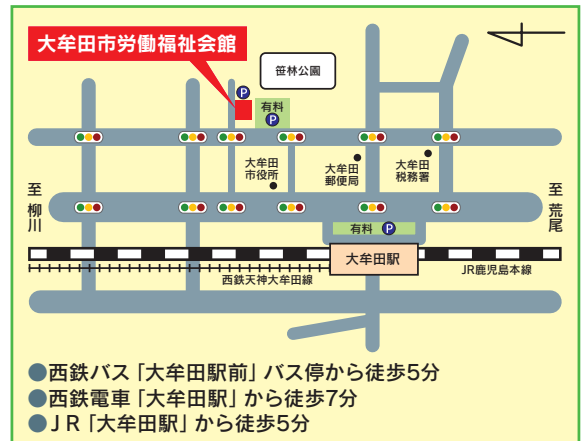 大牟田市労働福祉会館
笹林公園
P
有料
P
大牟田
市役所
大牟田
郵便局
大牟田
税務署
至
柳川
至
荒尾
有料 P
大牟田駅
西鉄天神大牟田線
JR鹿児島本線
●西鉄バス「大牟田駅前」バス停から徒歩5分
●西鉄電車「大牟田駅」から徒歩7分
●JR「大牟田駅」から徒歩5分